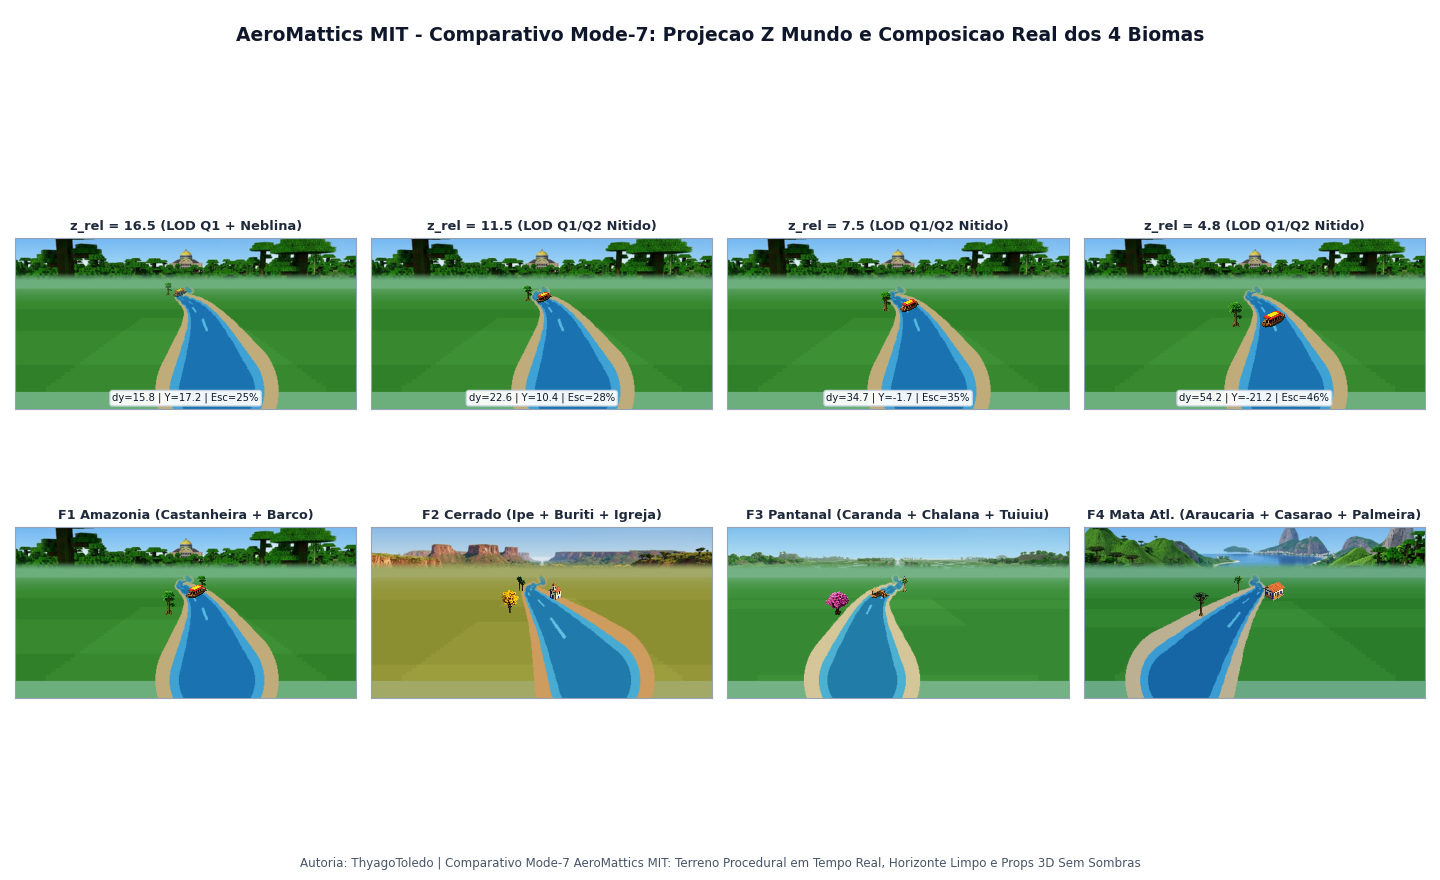 AeroMattics MIT - Comparativo Mode-7: Projecao Z Mundo e Composicao Real dos 4 Biomas
z_rel = 16.5 (LOD Q1 + Neblina)
z_rel = 11.5 (LOD Q1/Q2 Nitido)
z_rel = 7.5 (LOD Q1/Q2 Nitido)
z_rel = 4.8 (LOD Q1/Q2 Nitido)
dy=15.8 | Y=17.2 | Esc=25%
dy=22.6 | Y=10.4 | Esc=28%
dy=34.7 | Y=-1.7 | Esc=35%
dy=54.2 | Y=-21.2 | Esc=46%
F1 Amazonia (Castanheira + Barco)
F2 Cerrado (Ipe + Buriti + Igreja)
F3 Pantanal (Caranda + Chalana + Tuiuiu)
F4 Mata Atl. (Araucaria + Casarao + Palmeira)
Autoria: ThyagoToledo | Comparativo Mode-7 AeroMattics MIT: Terreno Procedural em Tempo Real, Horizonte Limpo e Props 3D Sem Sombras